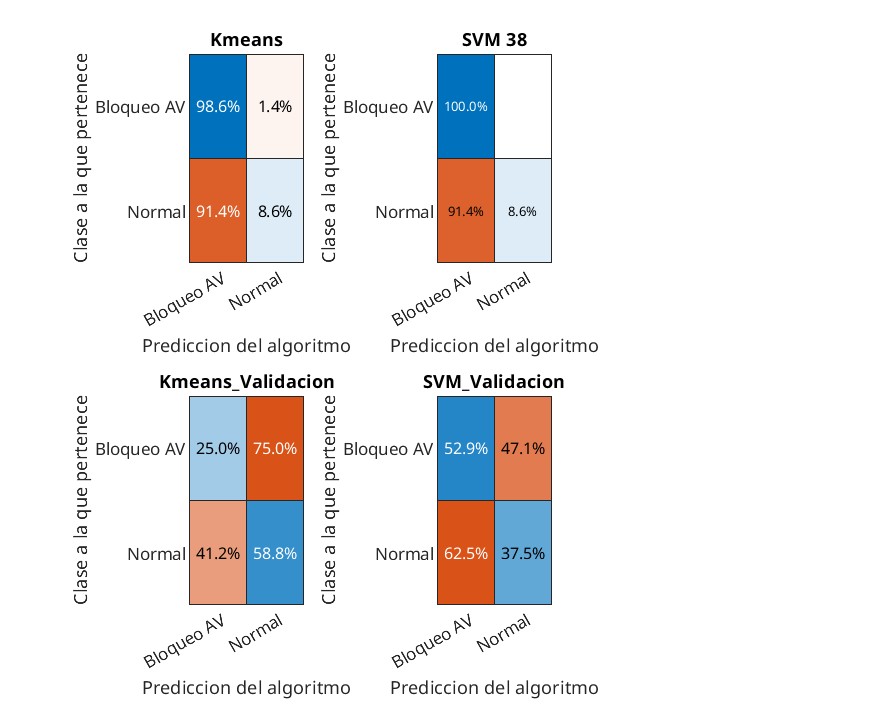 Kmeans
Clase a la que pertenece
Bloqueo AV
98.6%
1.4%
Normal
91.4%
8.6%
Bloqueo AV
Normal
Prediccion del algoritmo
SVM 38
Clase a la que pertenece
Bloqueo AV
100.0%
Normal
91.4%
8.6%
Bloqueo AV
Normal
Prediccion del algoritmo
Kmeans_Validacion
Clase a la que pertenece
Bloqueo AV
25.0%
75.0%
Normal
41.2%
58.8%
Bloqueo AV
Normal
Prediccion del algoritmo
SVM_Validacion
Clase a la que pertenece
Bloqueo AV
52.9%
47.1%
Normal
62.5%
37.5%
Bloqueo AV
Normal
Prediccion del algoritmo